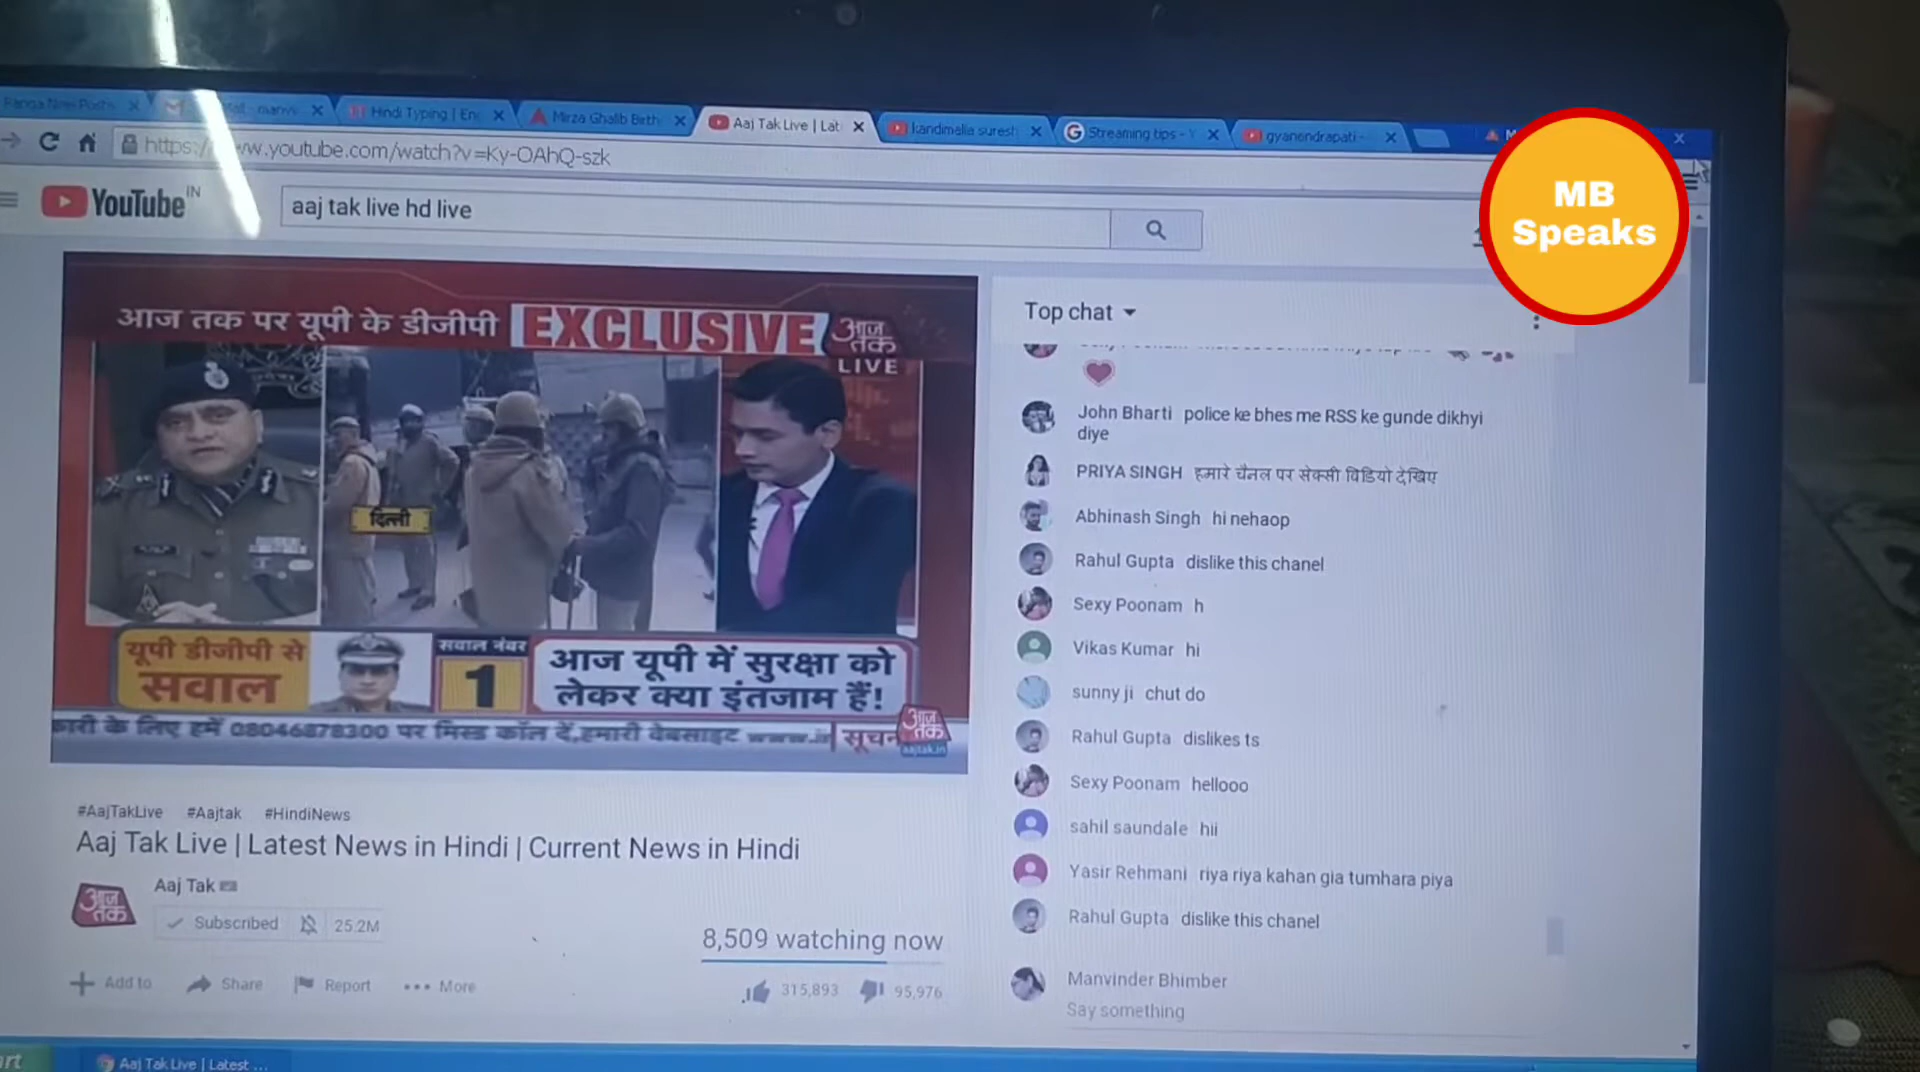 Hindi Typing | En
Mirza Ghalib Birth
Aaj Tak Live | Lat
kandimalla suresh
Streaming tips - Y
gyanendrapati -
MB
Speaks
w.youtube.com/watch?v=Ky-OAhQ-szk
YouTube IN
aaj tak live hd live
आज तक पर यूपी के डीजीपी EXCLUSIVE
आज
तक
LIVE
दिल्ली
यूपी डीजीपी से
सवाल
सवाल नंबर
1
आज यूपी में सुरक्षा को
लेकर क्या इंतजाम हैं!
कारी के लिए हमें 08046878300 पर मिस्ड कॉल दें,हमारी वेबसाइट www.i सूचन
आज
तक
aajtak.in
#AajTakLive #Aajtak #HindiNews
Aaj Tak Live | Latest News in Hindi | Current News in Hindi
आज
तक
Aaj Tak
Subscribed 25.2M
8,509 watching now
Add to Share Report More
315,893 95,976
Top chat
John Bharti police ke bhes me RSS ke gunde dikhyi
diye
PRIYA SINGH हमारे चैनल पर सेक्सी विडियो देखिए
Abhinash Singh hi nehaop
Rahul Gupta dislike this chanel
Sexy Poonam h
Vikas Kumar hi
sunny ji chut do
Rahul Gupta dislikes ts
Sexy Poonam hellooo
sahil saundale hii
Yasir Rehmani riya riya kahan gia tumhara piya
Rahul Gupta dislike this chanel
Manvinder Bhimber
Say something
Aaj Tak Live | Latest ...